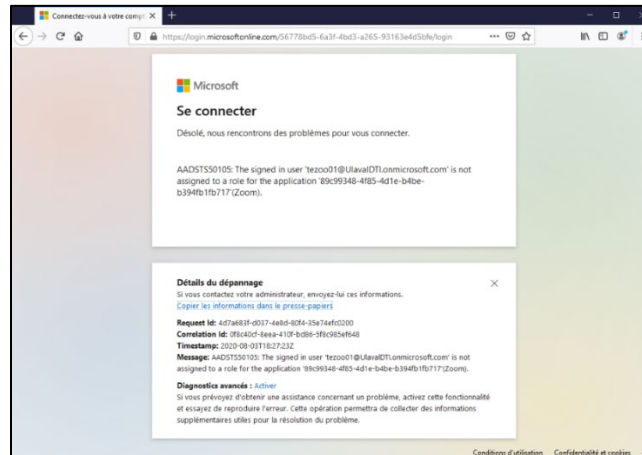 Connectez-vous à votre compt
https://login.microsoftonline.com/56778bd5-6a3f-4bd3-a265-93163e4d5bfe/login
Microsoft
Se connecter
Désolé, nous rencontrons des problèmes pour vous connecter.
AADSTS50105: The signed in user 'tezoo01@UlavalDTI.onmicrosoft.com' is not
assigned to a role for the application '89c99348-4f85-4d1e-b4be-
b394fb1fb717'(Zoom).
Détails du dépannage
Si vous contactez votre administrateur, envoyez-lui ces informations.
Copier les informations dans le presse-papiers
Request Id: 4d7a683f-d037-4e8d-80f4-35e74efc0200
Correlation Id: 0f8c40cf-8eea-410f-bd86-5f8c985ef648
Timestamp: 2020-08-03T18:27:23Z
Message: AADSTS50105: The signed in user 'tezoo01@UlavalDTI.onmicrosoft.com' is not
assigned to a role for the application '89c99348-4f85-4d1e-b4be-b394fb1fb717'(Zoom).
Diagnostics avancés : Activer
Si vous prévoyez d'obtenir une assistance concernant un problème, activez cette fonctionnalité
et essayez de reproduire l'erreur. Cette opération permettra de collecter des informations
supplémentaires utiles pour la résolution du problème.
Conditions d'utilisation Confidentialité et cookies